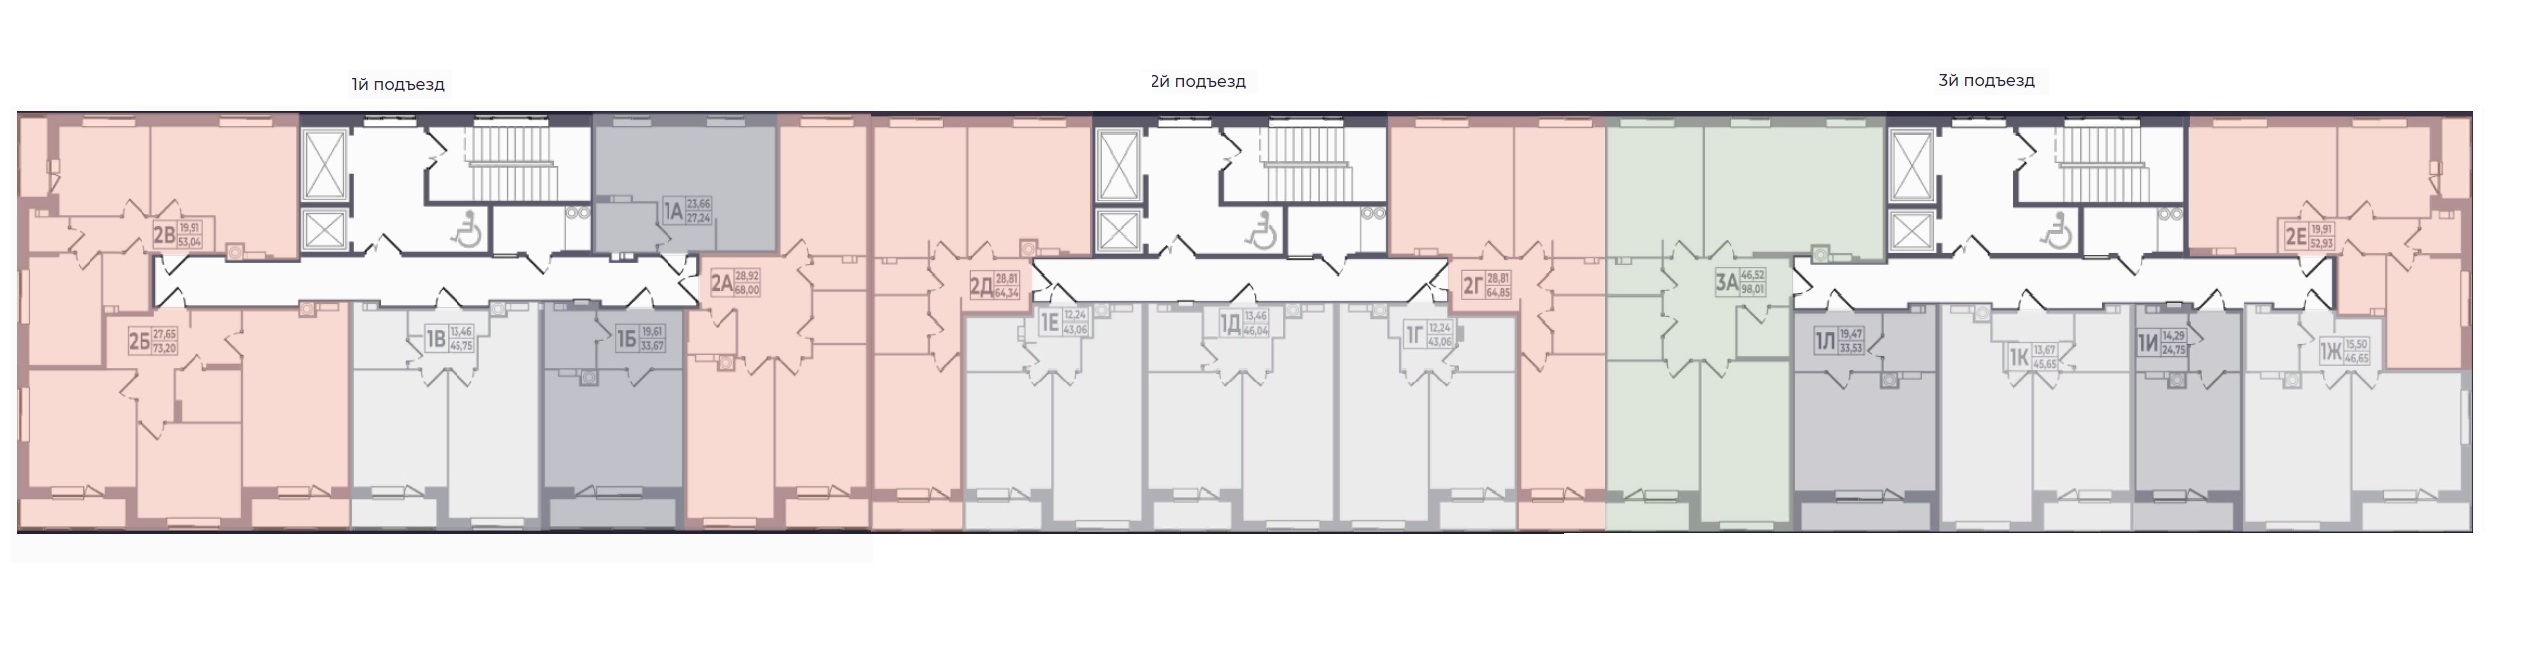 1й подъезд
2й подъезд
3й подъезд
2В 19,91
53,04
1А 23,66
27,24
2А 28,92
68,00
2Б 27,65
73,20
1В 13,46
45,75
1Б 19,61
33,67
2Д 28,81
64,34
2Г 28,81
64,85
1Е 12,24
43,06
1Д 13,46
46,04
1Г 12,24
43,06
3А 46,52
98,01
2Е 19,91
52,93
1Л 19,47
33,53
1К 13,67
45,65
1И 14,29
24,75
1Ж 15,50
46,65